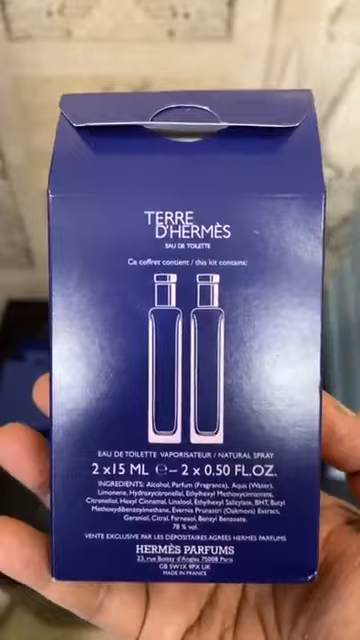 TERRE
D'HERMÈS
EAU DE TOILETTE
Ce coffret contient / this kit contains:
EAU DE TOILETTE VAPORISATEUR / NATURAL SPRAY
2 x 15 ML ℮ – 2 x 0.50 FL.OZ.
INGREDIENTS: Alcohol, Parfum (Fragrance), Aqua (Water),
Limonene, Hydroxycitronellal, Ethylhexyl Methoxycinnamate,
Citronellol, Hexyl Cinnamal, Linalool, Ethylhexyl Salicylate, BHT, Butyl
Methoxydibenzoylmethane, Evernia Prunastri (Oakmoss) Extract,
Geraniol, Citral, Farnesol, Benzyl Benzoate.
78 % vol.
VENTE EXCLUSIVE PAR LES DÉPOSITAIRES AGRÉÉS HERMÈS PARFUMS
HERMÈS PARFUMS
23, rue Boissy d'Anglas 75008 Paris
GB SW1X 9PX UK
MADE IN FRANCE